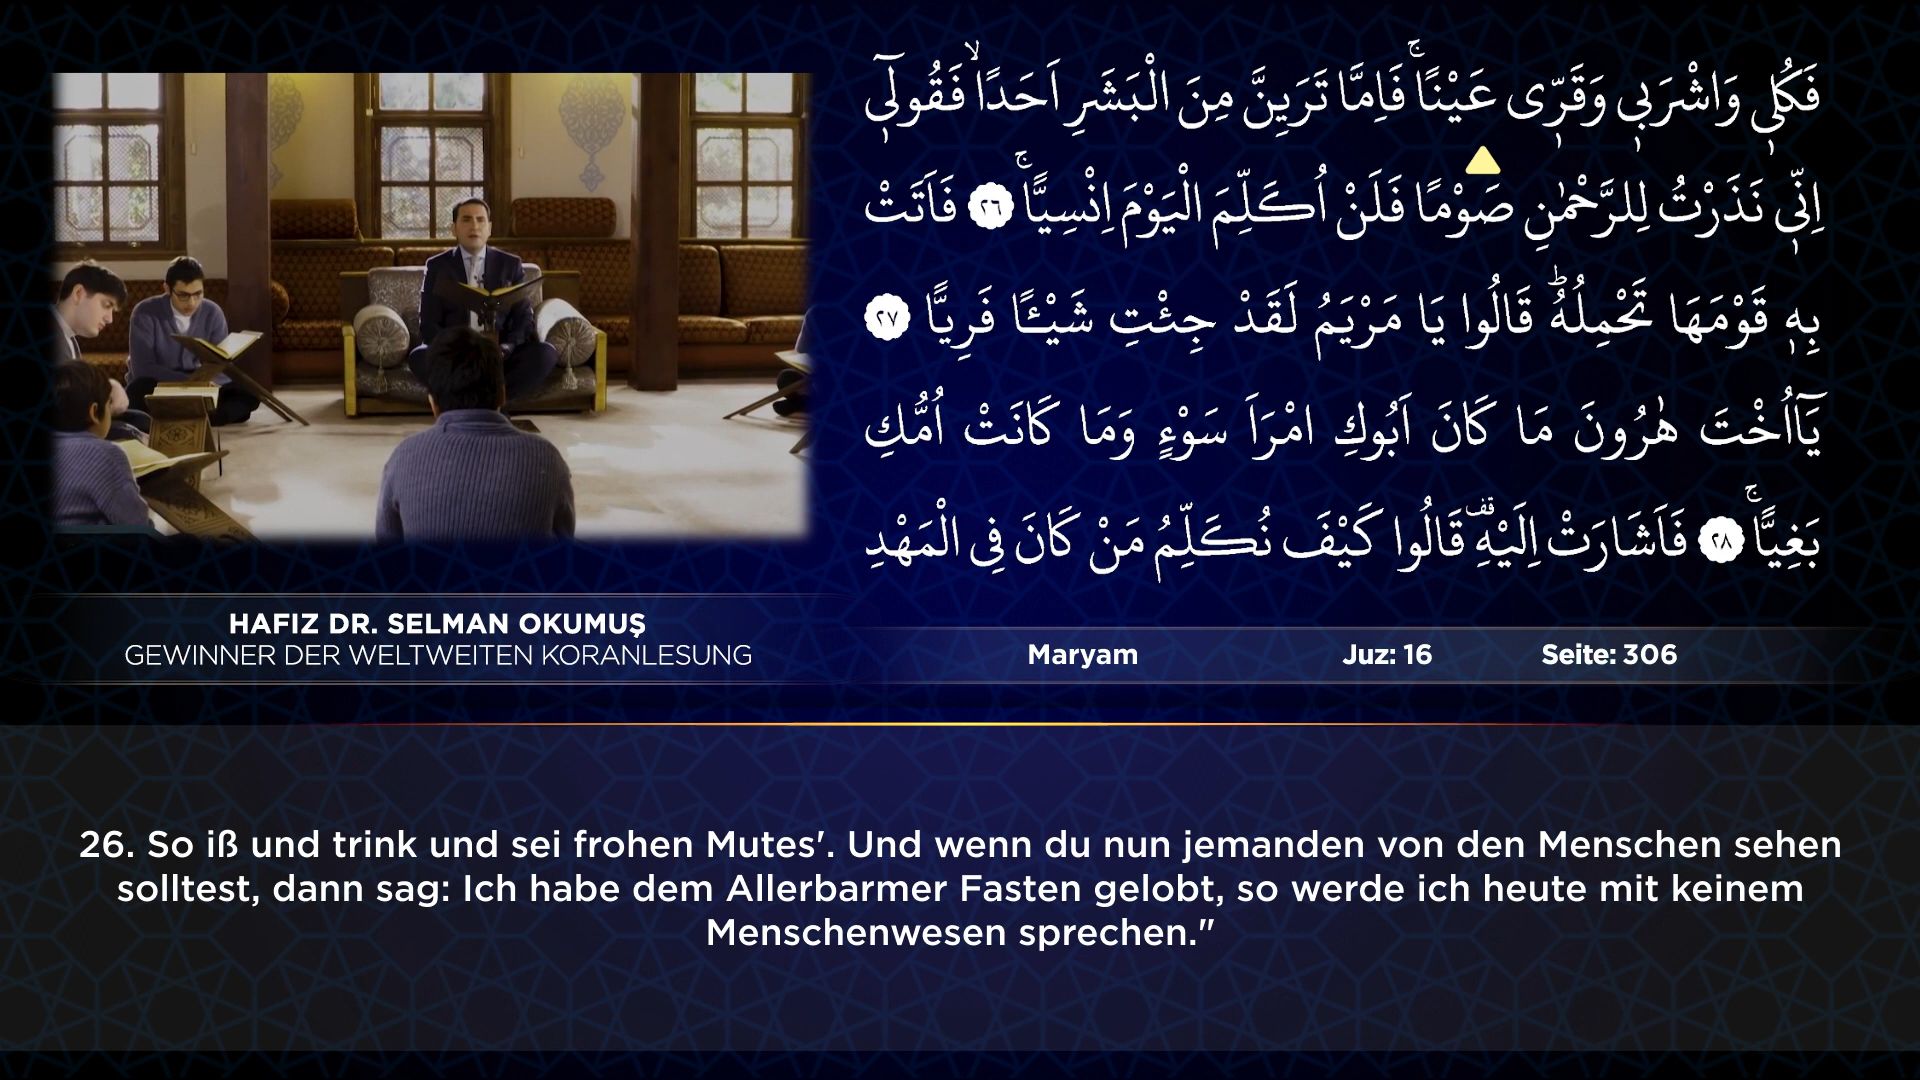 فَكُلٖي وَاشْرَبٖي وَقَرّٖي عَيْنًاۚ فَاِمَّا تَرَيِنَّ مِنَ الْبَشَرِ اَحَدًاۙ فَقُولٖٓي
اِنّٖي نَذَرْتُ لِلرَّحْمٰنِ صَوْمًا فَلَنْ اُكَلِّمَ الْيَوْمَ اِنْسِيًّاۚ ٢٦ فَاَتَتْ
بِهٖ قَوْمَهَا تَحْمِلُهُؕ قَالُوا يَا مَرْيَمُ لَقَدْ جِئْتِ شَيْـًٔا فَرِيًّا ٢٧
يَٓااُخْتَ هٰرُونَ مَا كَانَ اَبُوكِ امْرَاَ سَوْءٍ وَمَا كَانَتْ اُمُّكِ
بَغِيًّاۚ ٢٨ فَاَشَارَتْ اِلَيْهِؗ قَالُوا كَيْفَ نُكَلِّمُ مَنْ كَانَ فِي الْمَهْدِ
HAFIZ DR. SELMAN OKUMUŞ
GEWINNER DER WELTWEITEN KORANLESUNG
Maryam Juz: 16 Seite: 306
26. So iß und trink und sei frohen Mutes'. Und wenn du nun jemanden von den Menschen sehen
solltest, dann sag: Ich habe dem Allerbarmer Fasten gelobt, so werde ich heute mit keinem
Menschenwesen sprechen."